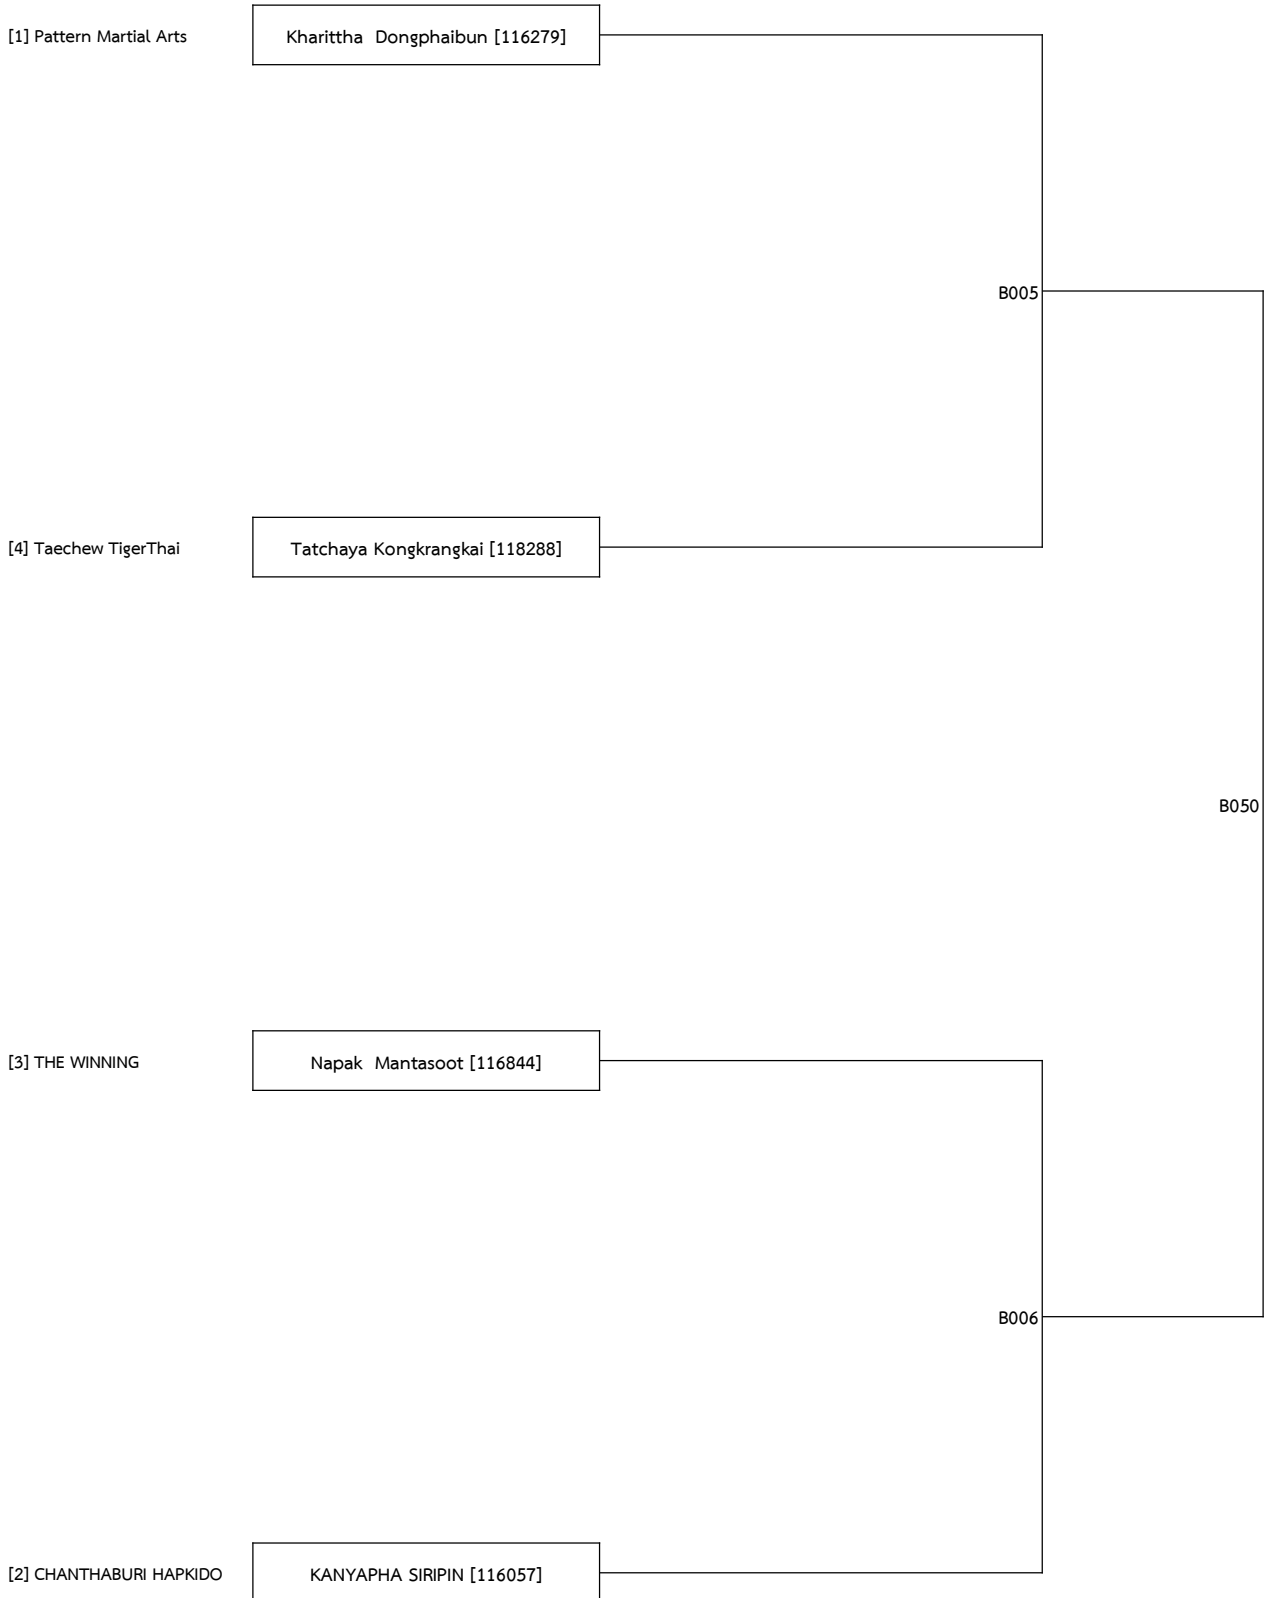 [1] Pattern Martial Arts
Kharittha  Dongphaibun [116279]
B005
[4] Taechew TigerThai
Tatchaya Kongkrangkai [118288]
B050
[3] THE WINNING
Napak  Mantasoot [116844]
B006
[2] CHANTHABURI HAPKIDO
KANYAPHA SIRIPIN [116057]